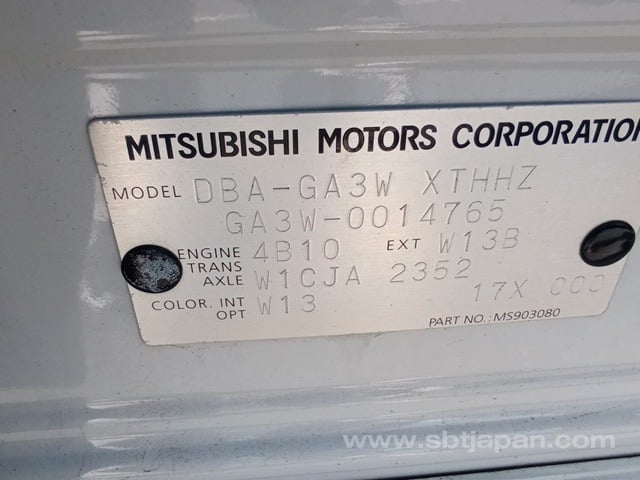 MITSUBISHI MOTORS CORPORATION
MODEL DBA-GA3W XTHHZ
GA3W-0014765
ENGINE 4B10 EXT W13B
TRANS AXLE W1CJA 2352
COLOR. INT OPT W13 17X 000
PART NO.: MS903080
www.sbtjapan.com